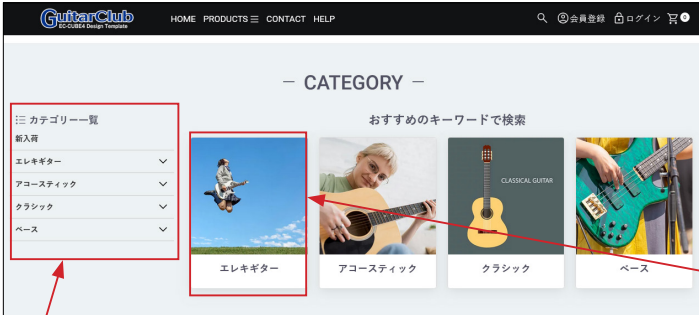 GuitarClub
EC-CUBE4 Design Template
HOME PRODUCTS CONTACT HELP
会員登録 ログイン 0
— CATEGORY —
カテゴリー一覧
新入荷
エレキギター
アコースティック
クラシック
ベース
おすすめのキーワードで検索
CLASSICAL GUITAR
エレキギター
アコースティック
クラシック
ベース